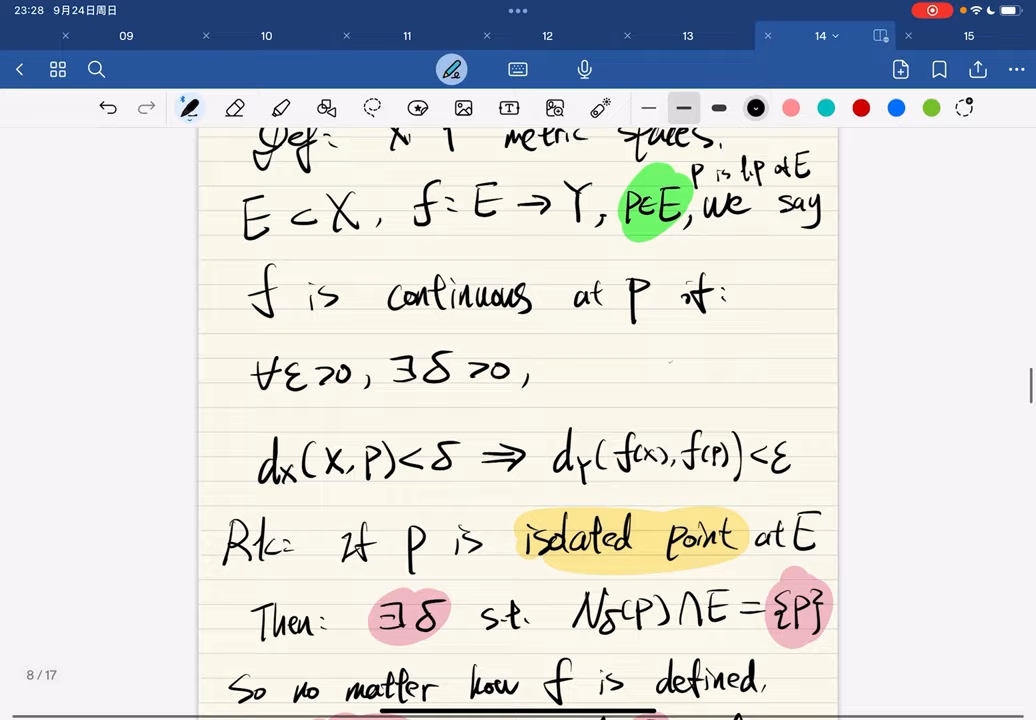 23:28 9月24日周日
09 10 11 12 13 14 15
Def: X, Y metric spaces.
p is l.p of E
E ⊂ X, f: E → Y, p∈E, we say
f is continuous at p if:
∀ε>0, ∃δ>0,
dx(x,p)<δ ⇒ dY(f(x), f(p))<ε
Rk: If p is isolated point at E
Then: ∃δ s.t. Nδ(p)∩E = {p}
8/17
So no matter how f is defined,